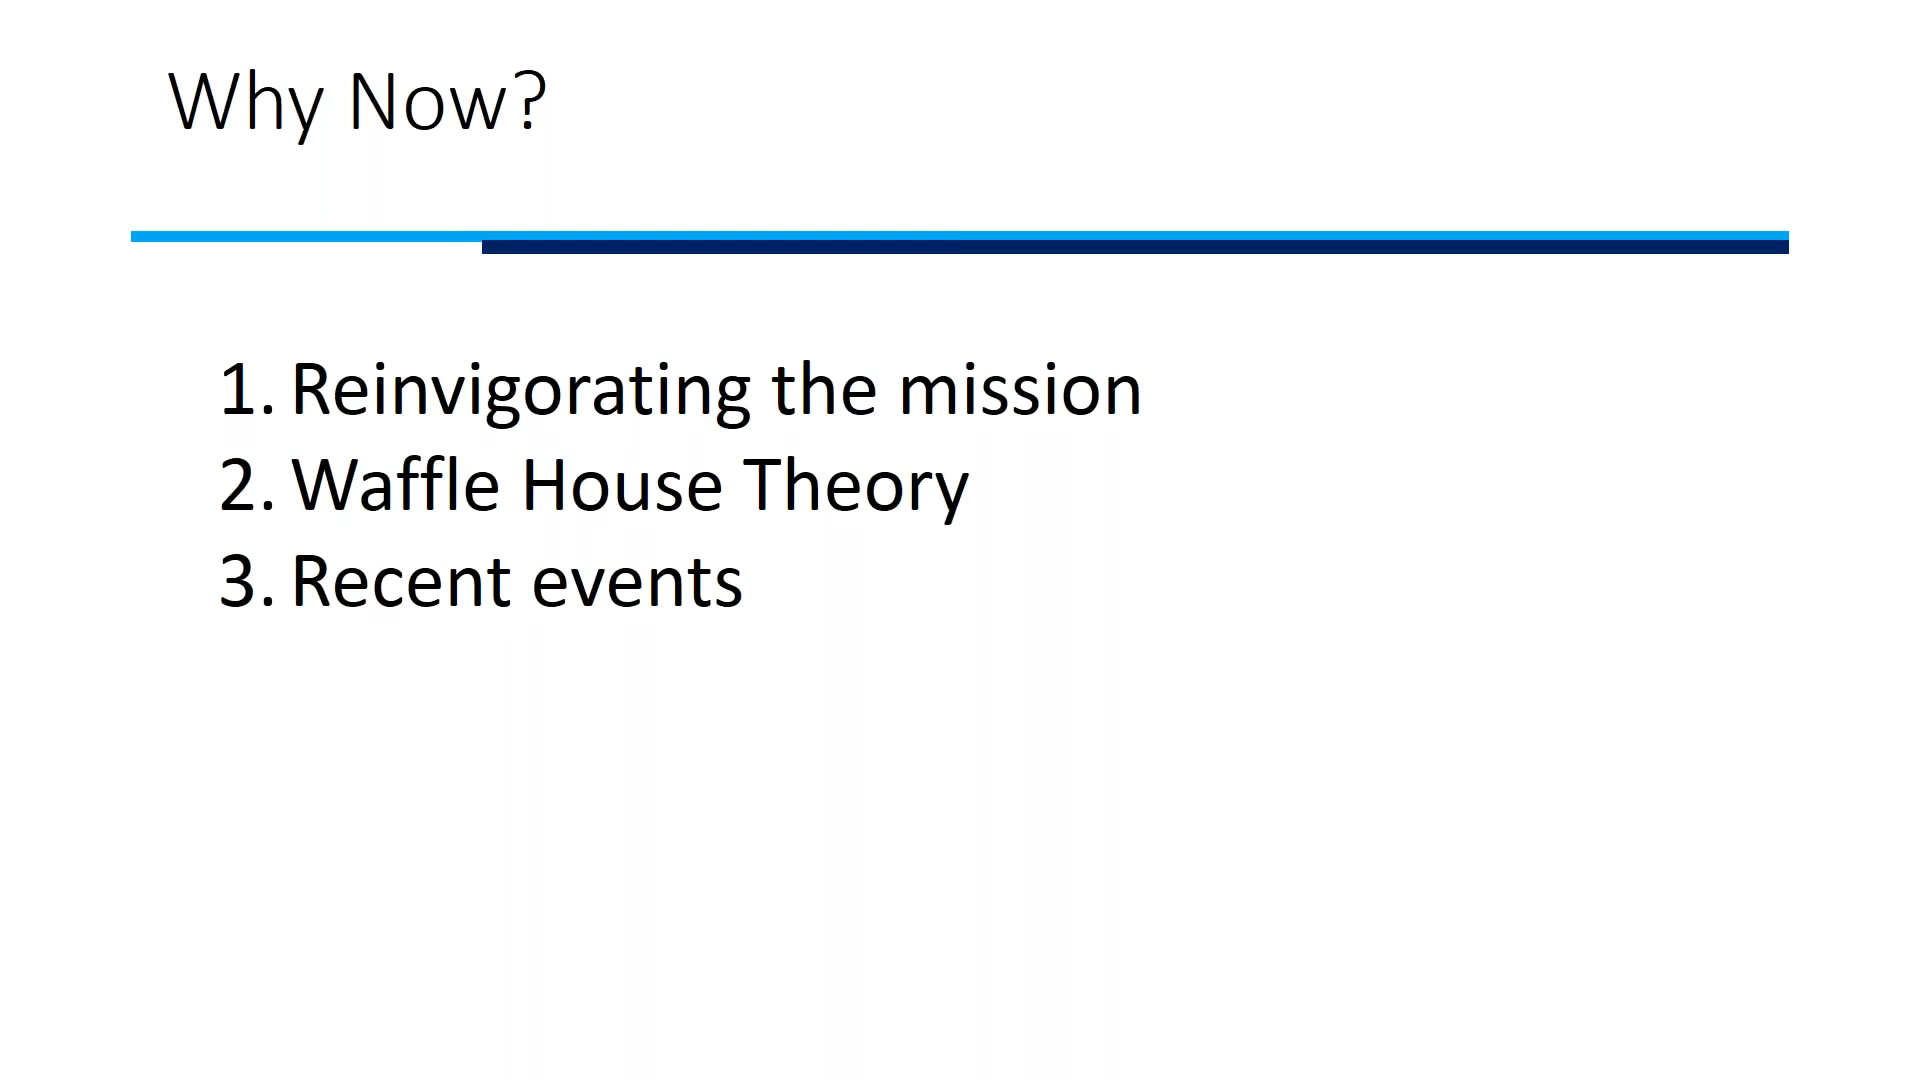 Why Now?
1. Reinvigorating the mission
2. Waffle House Theory
3. Recent events